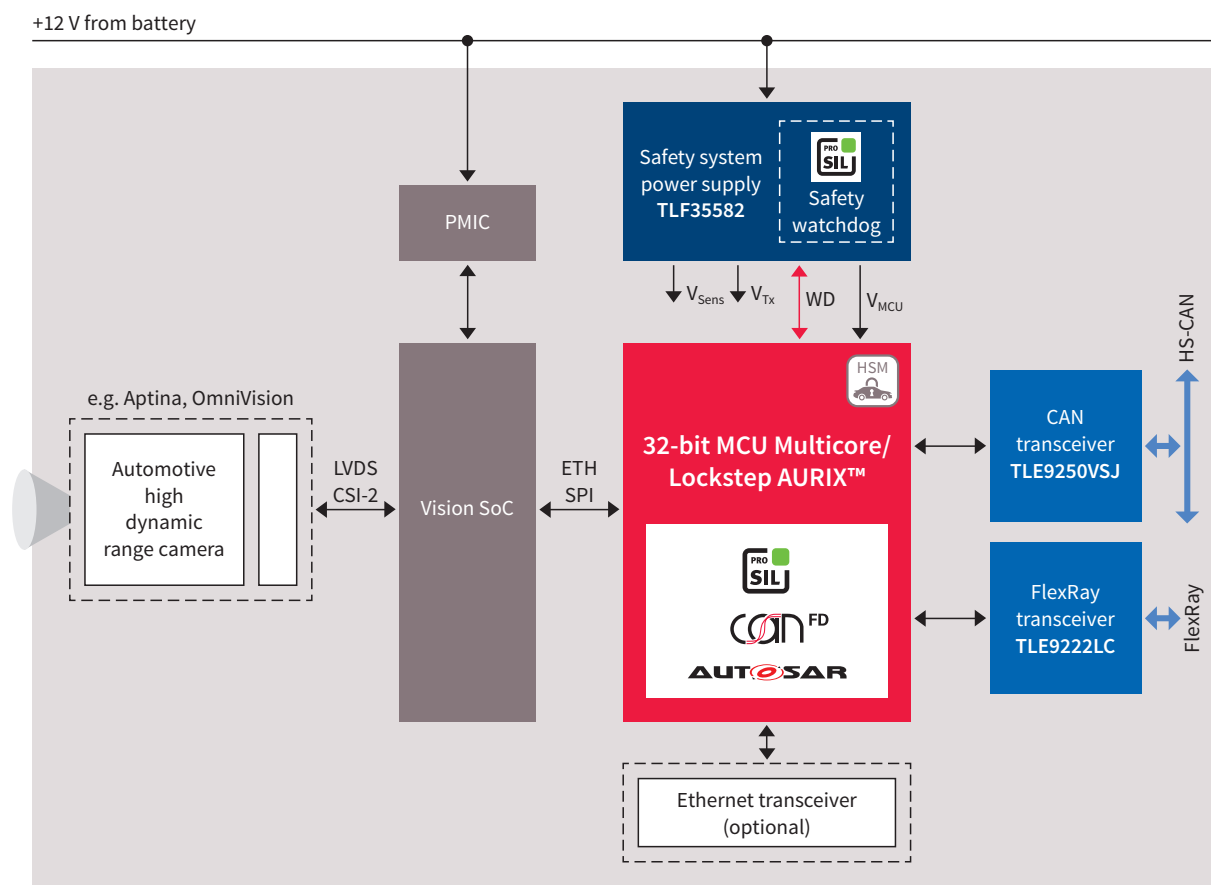 +12 V from battery
Safety system
power supply
TLF35582
PRO
SIL
Safety
watchdog
PMIC
VSens
VTx
WD
VMCU
HS-CAN
e.g. Aptina, OmniVision
Automotive
high
dynamic
range camera
LVDS
CSI-2
Vision SoC
ETH
SPI
HSM
32-bit MCU Multicore/
Lockstep AURIX™
PRO
SIL
CAN FD
AUTOSAR
CAN
transceiver
TLE9250VSJ
FlexRay
transceiver
TLE9222LC
FlexRay
Ethernet transceiver
(optional)